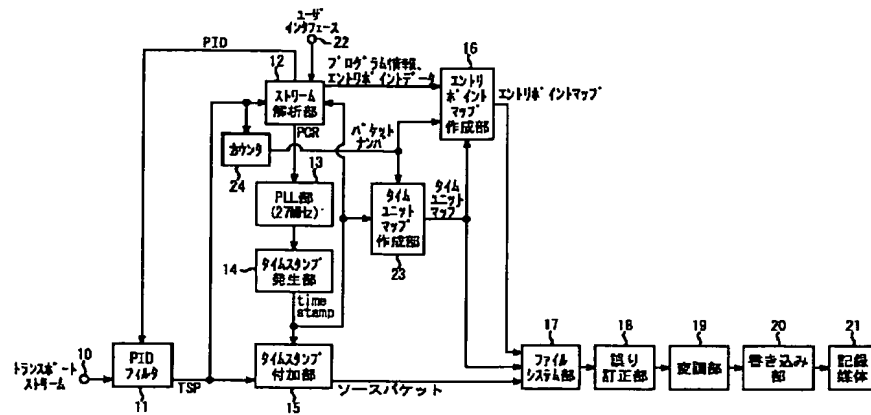 ユーザ
インタフェース
22
PID
12
ストリーム
解析部
プログラム情報、
エントリポイントデータ
16
エントリ
ポイント
マップ
作成部
エントリポイントマップ
PCR
パケット
ナンバ
カウンタ
24
13
PLL部
(27MHz)
タイム
ユニット
マップ
作成部
23
タイム
ユニット
マップ
14
タイムスタンプ
発生部
time
stamp
トランスポート
ストリーム
10
PID
フィルタ
11
TSP
タイムスタンプ
付加部
15
ソースパケット
17
ファイル
システム部
18
誤り
訂正部
19
変調部
20
書き込み
部
21
記録
媒体